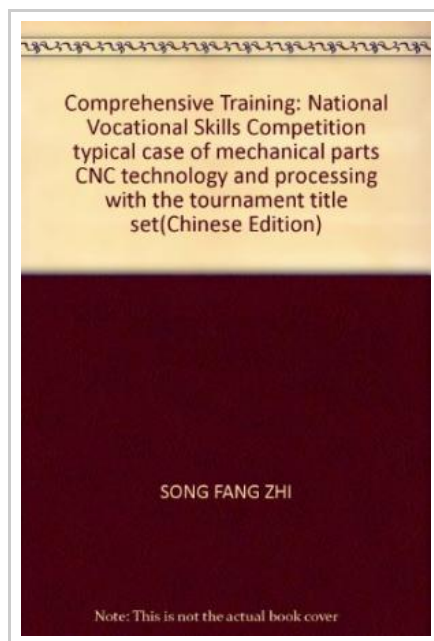 Comprehensive Training: National
Vocational Skills Competition
typical case of mechanical parts
CNC technology and processing
with the tournament title
set(Chinese Edition)
SONG FANG ZHI
Note: This is not the actual book cover